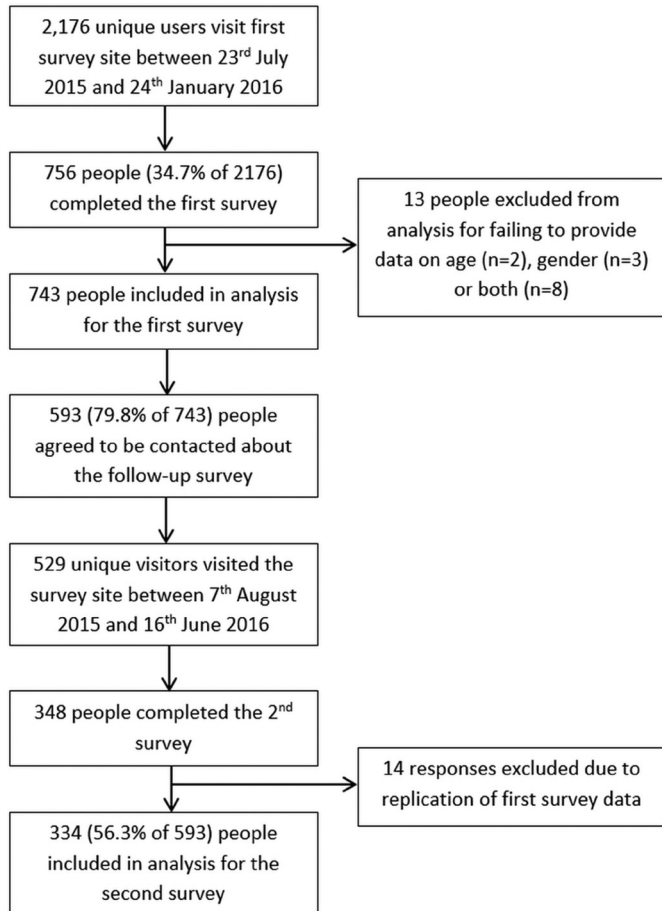 2,176 unique users visit first
survey site between 23rd July
2015 and 24th January 2016
756 people (34.7% of 2176)
completed the first survey
13 people excluded from
analysis for failing to provide
data on age (n=2), gender (n=3)
or both (n=8)
743 people included in analysis
for the first survey
593 (79.8% of 743) people
agreed to be contacted about
the follow-up survey
529 unique visitors visited the
survey site between 7th August
2015 and 16th June 2016
348 people completed the 2nd
survey
14 responses excluded due to
replication of first survey data
334 (56.3% of 593) people
included in analysis for the
second survey